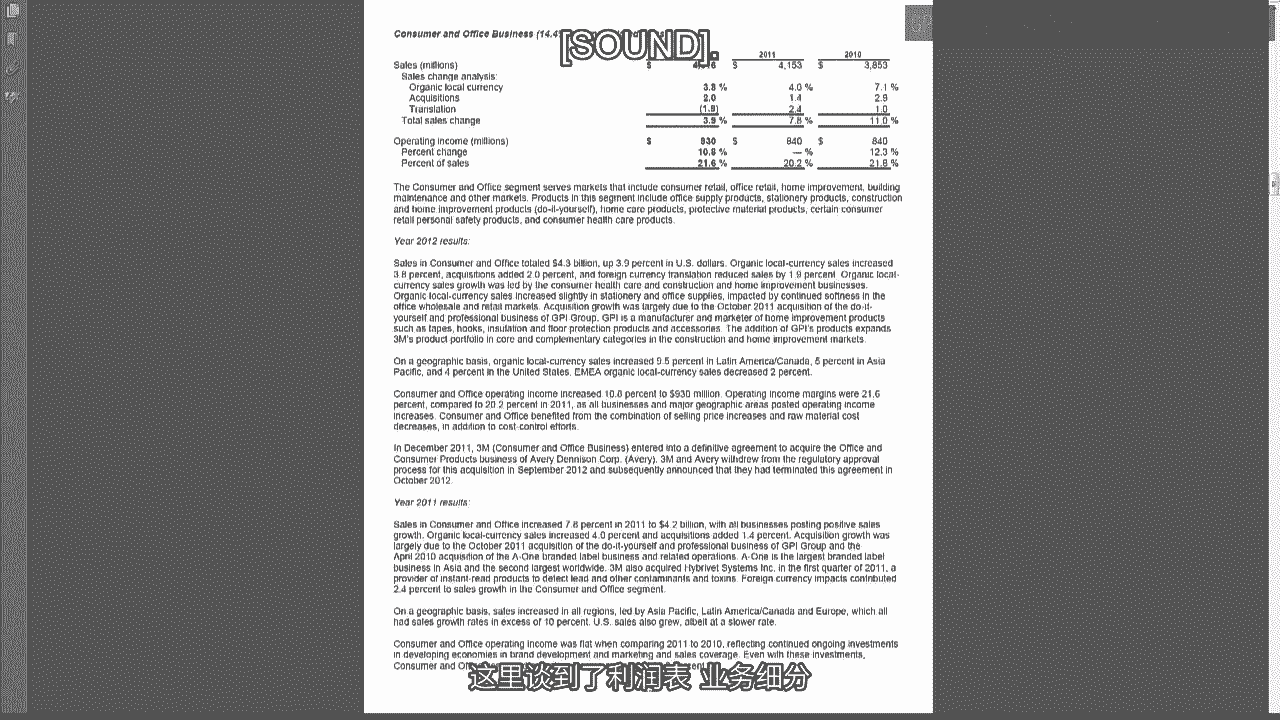 Consumer and Office Business (14.4
[SOUND].
2011 2010
Sales (millions) $ $ 4,153 $ 3,853
Sales change analysis:
Organic local currency 3.8 % 4.0 % 7.1 %
Acquisitions 2.0 1.4 2.9
Translation (1.9) 2.4 1.0
Total sales change 3.9 % 7.8 % 11.0 %
Operating income (millions) $ 930 $ 840 $ 840
Percent change 10.8 % — % 12.3 %
Percent of sales 21.6 % 20.2 % 21.8 %
The Consumer and Office segment serves markets that include consumer retail, office retail, home improvement, building
maintenance and other markets. Products in this segment include office supply products, stationery products, construction
and home improvement products (do-it-yourself), home care products, protective material products, certain consumer
retail personal safety products, and consumer health care products.
Year 2012 results:
Sales in Consumer and Office totaled $4.3 billion, up 3.9 percent in U.S. dollars. Organic local-currency sales increased
3.8 percent, acquisitions added 2.0 percent, and foreign currency translation reduced sales by 1.9 percent. Organic local-
currency sales growth was led by the consumer health care and construction and home improvement businesses.
Organic local-currency sales increased slightly in stationery and office supplies, impacted by continued softness in the
office wholesale and retail markets. Acquisition growth was largely due to the October 2011 acquisition of the do-it-
yourself and professional business of GPI Group. GPI is a manufacturer and marketer of home improvement products
such as tapes, hooks, insulation and floor protection products and accessories. The addition of GPI's products expands
3M's product portfolio in core and complementary categories in the construction and home improvement markets.
On a geographic basis, organic local-currency sales increased 9.5 percent in Latin America/Canada, 5 percent in Asia
Pacific, and 4 percent in the United States. EMEA organic local-currency sales decreased 2 percent.
Consumer and Office operating income increased 10.8 percent to $930 million. Operating income margins were 21.6
percent, compared to 20.2 percent in 2011, as all businesses and major geographic areas posted operating income
increases. Consumer and Office benefited from the combination of selling price increases and raw material cost
decreases, in addition to cost-control efforts.
In December 2011, 3M (Consumer and Office Business) entered into a definitive agreement to acquire the Office and
Consumer Products business of Avery Dennison Corp. (Avery). 3M and Avery withdrew from the regulatory approval
process for this acquisition in September 2012 and subsequently announced that they had terminated this agreement in
October 2012.
Year 2011 results:
Sales in Consumer and Office increased 7.8 percent in 2011 to $4.2 billion, with all businesses posting positive sales
growth. Organic local-currency sales increased 4.0 percent and acquisitions added 1.4 percent. Acquisition growth was
largely due to the October 2011 acquisition of the do-it-yourself and professional business of GPI Group and the
April 2010 acquisition of the A-One branded label business and related operations. A-One is the largest branded label
business in Asia and the second largest worldwide. 3M also acquired Hybrivet Systems Inc. in the first quarter of 2011, a
provider of instant-read products to detect lead and other contaminants and toxins. Foreign currency impacts contributed
2.4 percent to sales growth in the Consumer and Office segment.
On a geographic basis, sales increased in all regions, led by Asia Pacific, Latin America/Canada and Europe, which all
had sales growth rates in excess of 10 percent. U.S. sales also grew, albeit at a slower rate.
Consumer and Office operating income was flat when comparing 2011 to 2010, reflecting continued ongoing investments
in developing economies in brand development and marketing and sales coverage. Even with these investments,
Consumer and
这里谈到了利润表 业务细分